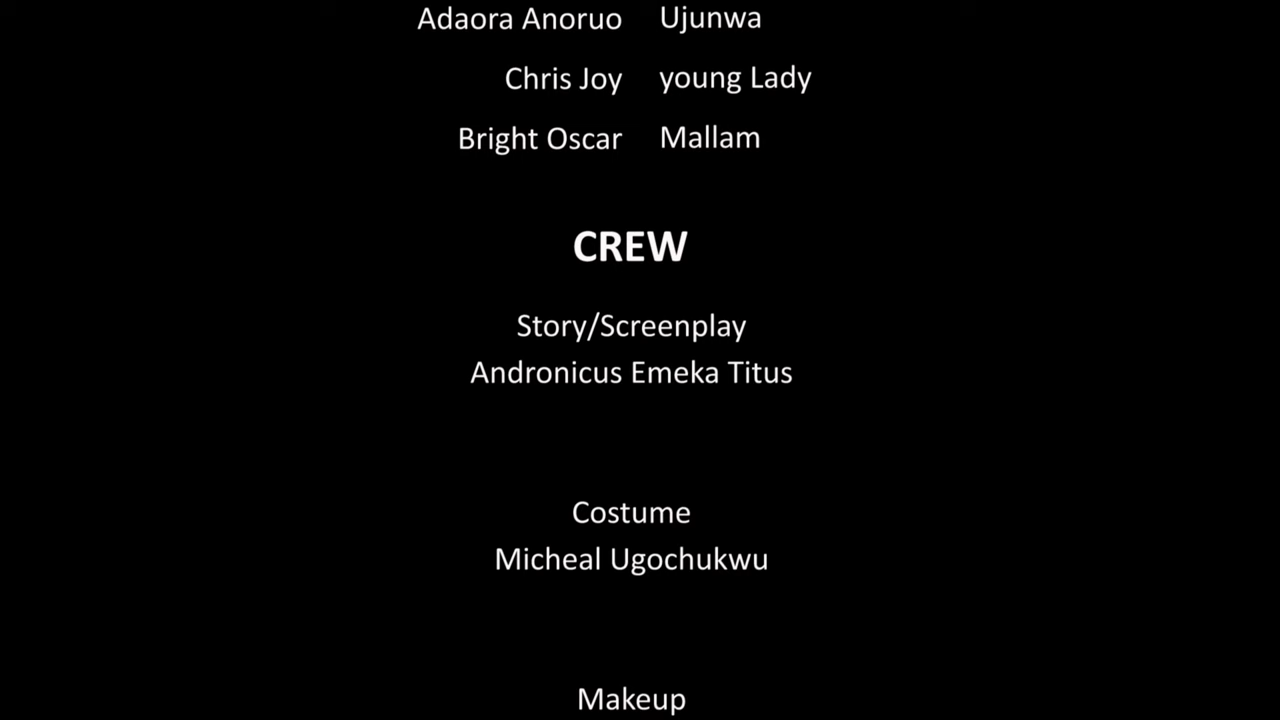 Adaora Anoruo Ujunwa
Chris Joy young Lady
Bright Oscar Mallam
CREW
Story/Screenplay
Andronicus Emeka Titus
Costume
Micheal Ugochukwu
Makeup